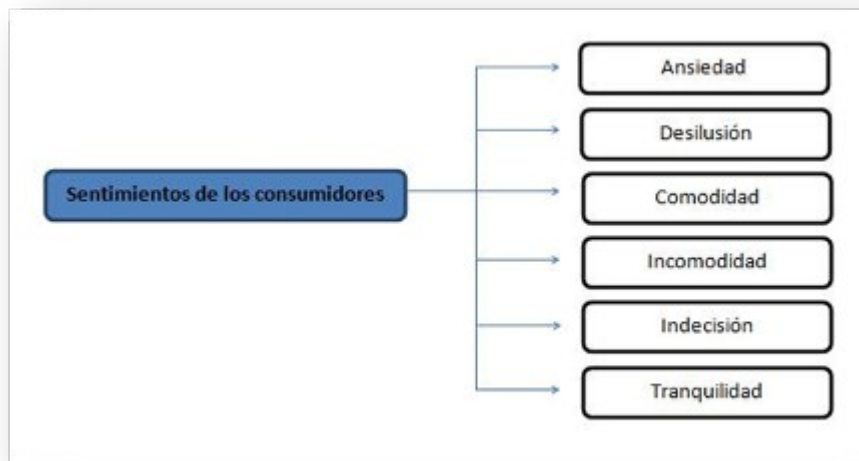 Sentimientos de los consumidores
Ansiedad
Desilusión
Comodidad
Incomodidad
Indecisión
Tranquilidad